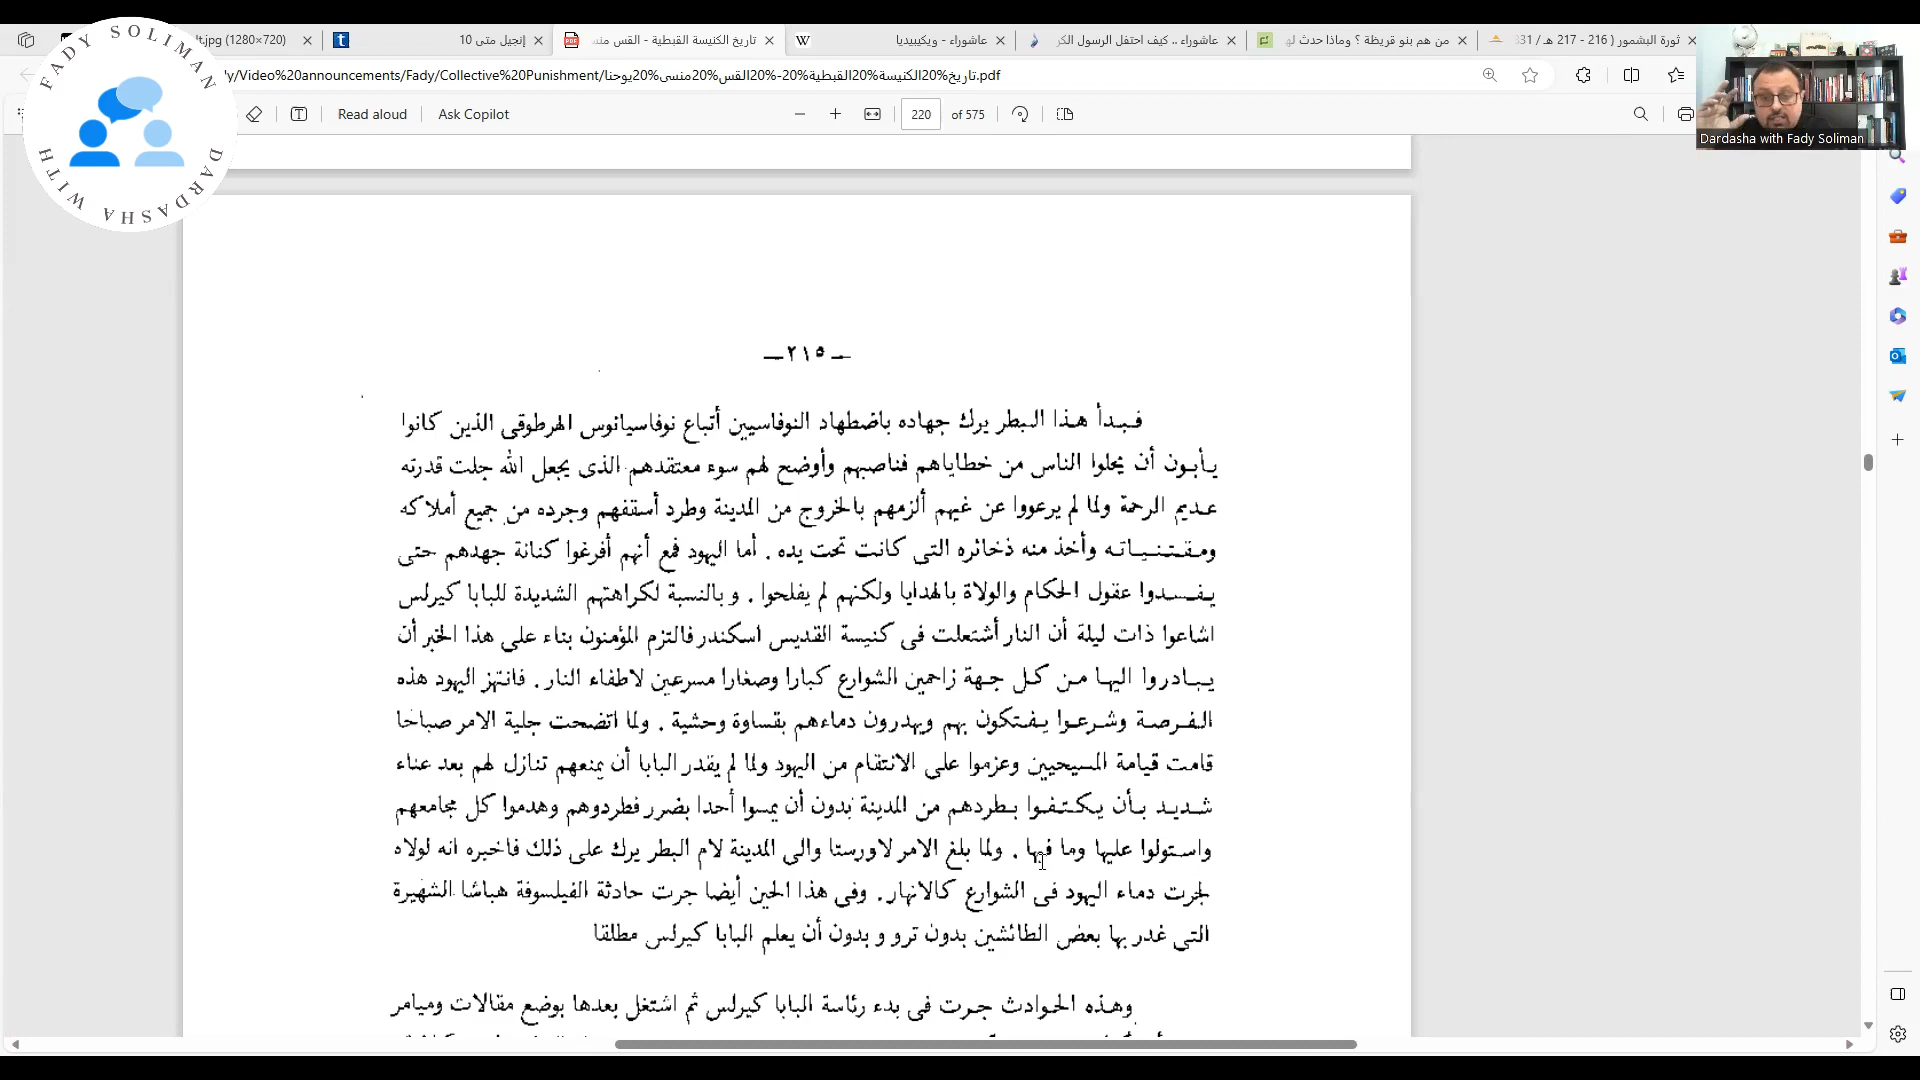 FADY SOLIMAN
DARDASHA WITH
lt.jpg (1280×720)
إنجيل متى 10
تاريخ الكنيسة القبطية - القس منس
عاشوراء - ويكيبيديا
عاشوراء .. كيف احتفل الرسول الكر
من هم بنو قريظة ؟ وماذا حدث له
ثورة البشمور ( 216 - 217 هـ / 831
ly/Video%20announcements/Fady/Collective%20Punishment/تاريخ%20الكنيسة%20القبطية%20-%20القس%20منسى%20يوحنا.pdf
Read aloud
Ask Copilot
220 of 575
Dardasha with Fady Soliman
— ٢١٥ —
فبدأ هذا البطر يرك جهاده باضطهاد النوفاسيين أتباع نوفاسيانوس الهرطوقى الذين كانوا
يأبون أن يحلوا الناس من خطاياهم فناصبهم وأوضح لهم سوء معتقدهم الذى يجعل الله جلت قدرته
عديم الرحمة ولما لم يرعووا عن غيهم ألزمهم بالخروج من المدينة وطرد أسقفهم وجرده من جميع أملاكه
ومقتنياته وأخذ منه ذخائره التى كانت تحت يده . أما اليهود فمع أنهم أفرغوا كنانة جهدهم حتى
يفسدوا عقول الحكام والولاة بالهدايا ولكنهم لم يفلحوا . و بالنسبة لكراهتهم الشديدة للبابا كيرلس
اشاعوا ذات ليلة أن النار أشتعلت فى كنيسة القديس اسكندر فالتزم المؤمنون بناء على هذا الخبر أن
يبادروا اليها من كل جهة زاحمين الشوارع كبارا وصغارا مسرعين لاطفاء النار . فانتهز اليهود هذه
الفرصة وشرعوا يفتكون بهم ويهدرون دماءهم بقساوة وحشية . ولما اتضحت جلية الامر صباحا
قامت قيامة المسيحيين وعزموا على الانتقام من اليهود ولما لم يقدر البابا أن يمنعهم تنازل لهم بعد عناء
شديد بأن يكتفوا بطردهم من المدينة بدون أن يمسوا أحدا بضرر فطردوهم وهدموا كل مجامعهم
واستولوا عليها وما فيها . ولما بلغ الامر لاورستا والى المدينة لام البطر يرك على ذلك فاخبره انه لولاه
لجرت دماء اليهود فى الشوارع كالانهار. وفى هذا الحين أيضا جرت حادثة الفيلسوفة هباشا الشهيرة
التى غدر بها بعض الطائشين بدون ترو و بدون أن يعلم البابا كيرلس مطلقا
وهذه الحوادث جرت فى بدء رئاسة البابا كيرلس ثم اشتغل بعدها بوضع مقالات وميامر